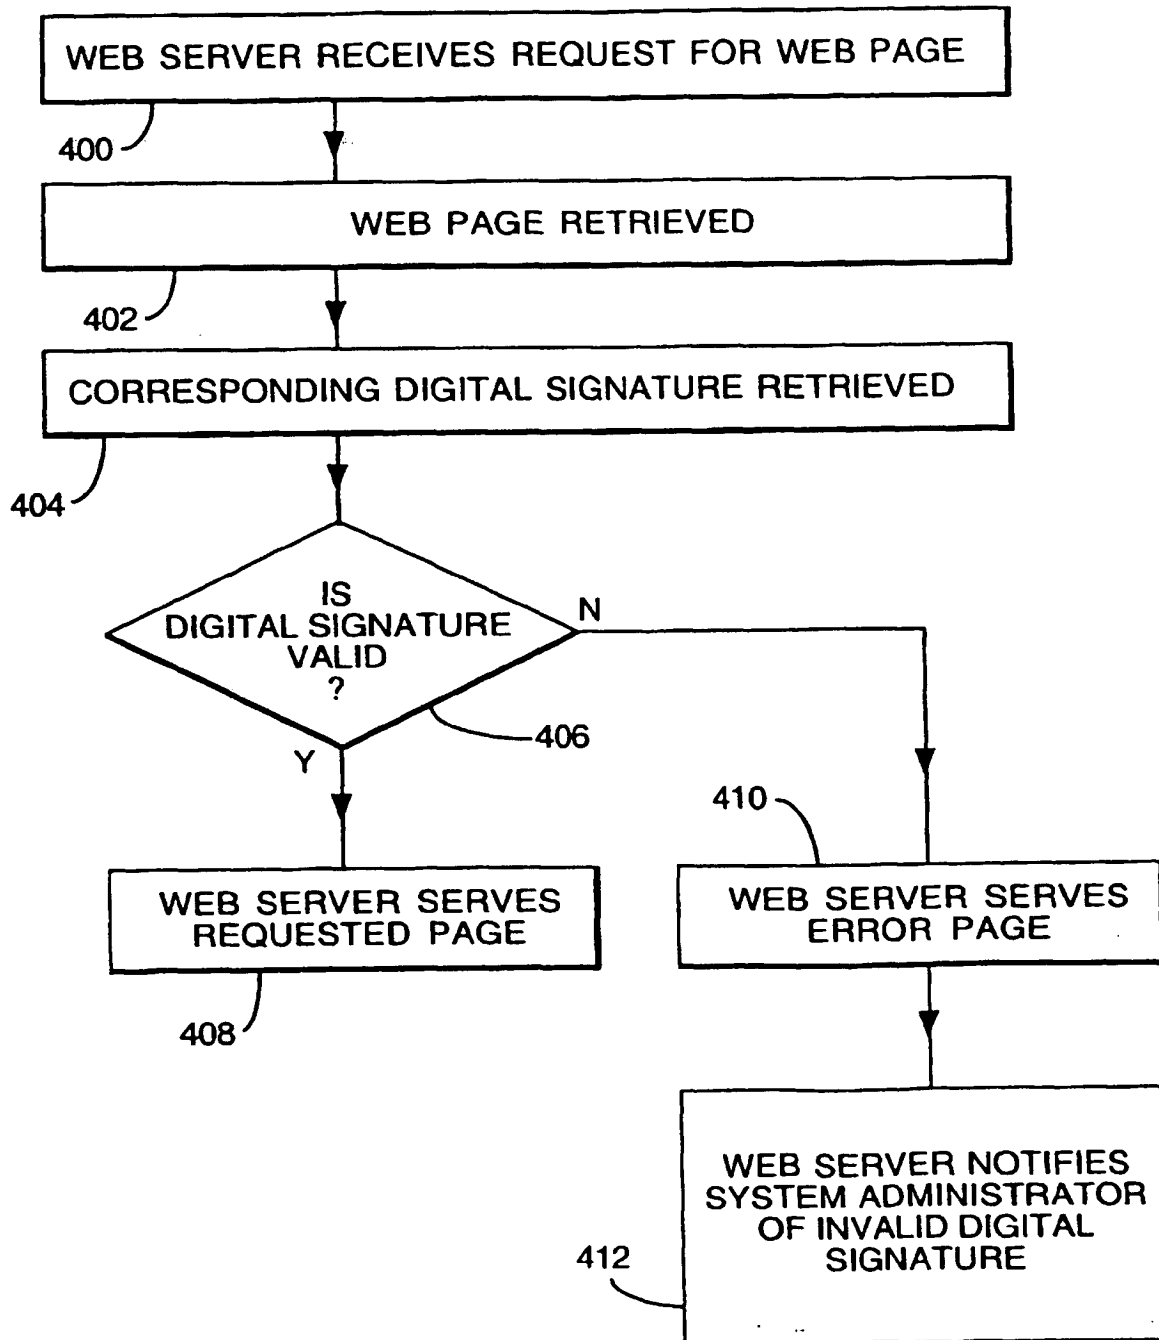 WEB SERVER RECEIVES REQUEST FOR WEB PAGE
400
WEB PAGE RETRIEVED
402
CORRESPONDING DIGITAL SIGNATURE RETRIEVED
404
IS
DIGITAL SIGNATURE
VALID
?
N
406
Y
410
WEB SERVER SERVES
REQUESTED PAGE
408
WEB SERVER SERVES
ERROR PAGE
WEB SERVER NOTIFIES
SYSTEM ADMINISTRATOR
OF INVALID DIGITAL
SIGNATURE
412